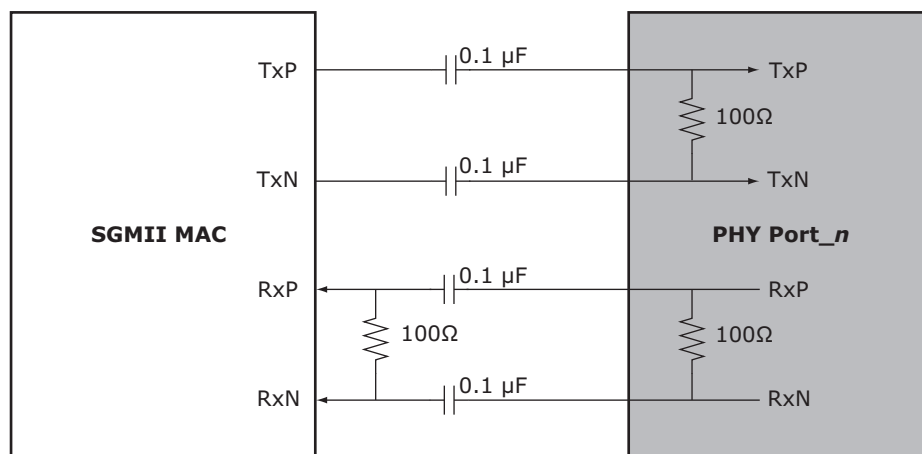 0.1 µF
TxP
TxP
100Ω
0.1 µF
TxN
TxN
SGMII MAC
PHY Port_n
0.1 µF
RxP
RxP
100Ω
100Ω
0.1 µF
RxN
RxN